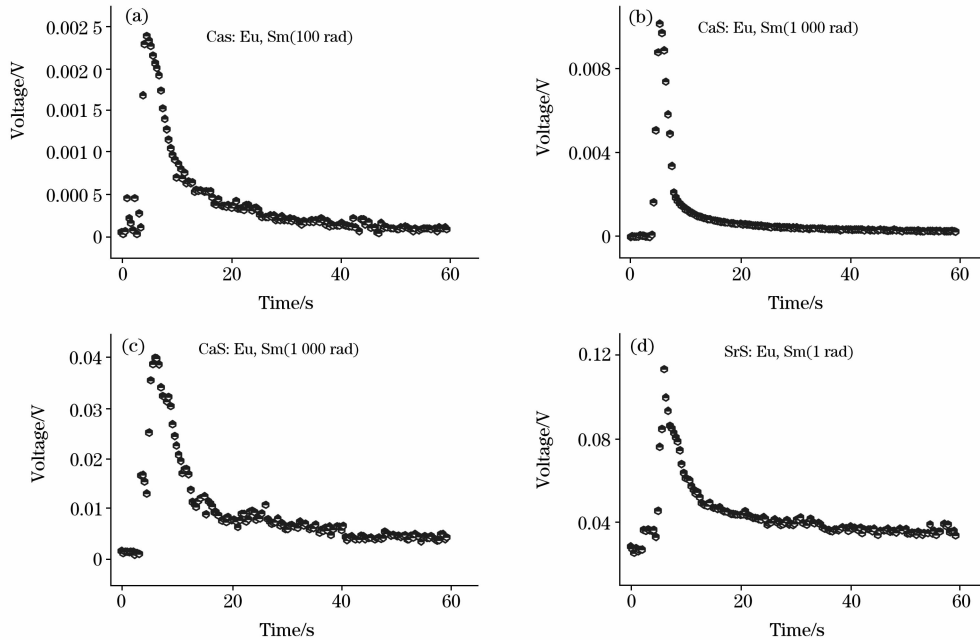 (a)
Cas: Eu, Sm(100 rad)
0.002 5
0.002 0
0.001 5
0.001 0
0.000 5
0
Voltage/V
0 20 40 60
Time/s
(b)
CaS: Eu, Sm(1 000 rad)
0.008
0.004
0
Voltage/V
0 20 40 60
Time/s
(c)
CaS: Eu, Sm(1 000 rad)
0.04
0.03
0.02
0.01
0
Voltage/V
0 20 40 60
Time/s
(d)
SrS: Eu, Sm(1 rad)
0.12
0.08
0.04
Voltage/V
0 20 40 60
Time/s